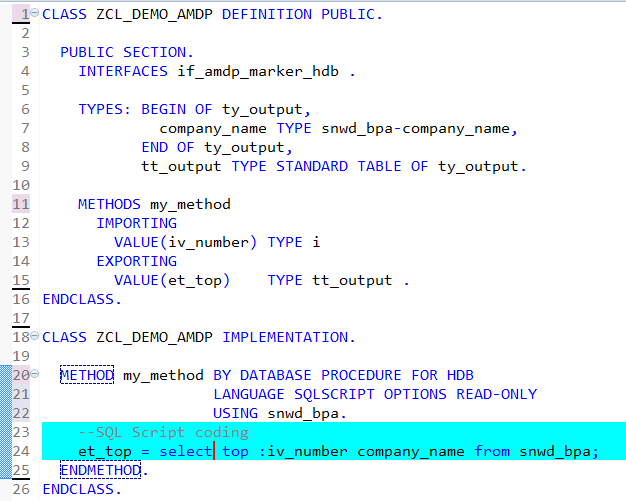 1 CLASS ZCL_DEMO_AMDP DEFINITION PUBLIC.
2
3 PUBLIC SECTION.
4 INTERFACES if_amdp_marker_hdb .
5
6 TYPES: BEGIN OF ty_output,
7 company_name TYPE snwd_bpa-company_name,
8 END OF ty_output,
9 tt_output TYPE STANDARD TABLE OF ty_output.
10
11 METHODS my_method
12 IMPORTING
13 VALUE(iv_number) TYPE i
14 EXPORTING
15 VALUE(et_top) TYPE tt_output .
16 ENDCLASS.
17
18 CLASS ZCL_DEMO_AMDP IMPLEMENTATION.
19
20 METHOD my_method BY DATABASE PROCEDURE FOR HDB
21 LANGUAGE SQLSCRIPT OPTIONS READ-ONLY
22 USING snwd_bpa.
23 --SQL Script coding
24 et_top = select top :iv_number company_name from snwd_bpa;
25 ENDMETHOD.
26 ENDCLASS.